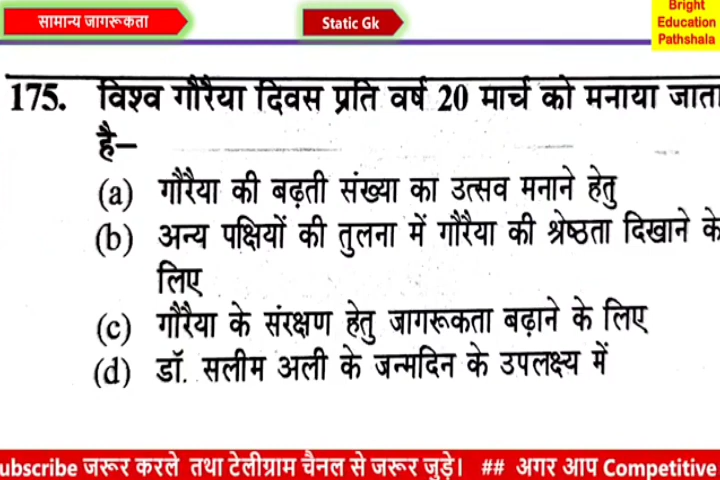 सामान्य जागरूकता
Static Gk
Bright
Education
Pathshala
175. विश्व गौरैया दिवस प्रति वर्ष 20 मार्च को मनाया जाता
है–
(a) गौरैया की बढ़ती संख्या का उत्सव मनाने हेतु
(b) अन्य पक्षियों की तुलना में गौरैया की श्रेष्ठता दिखाने के
लिए
(c) गौरैया के संरक्षण हेतु जागरूकता बढ़ाने के लिए
(d) डॉ. सलीम अली के जन्मदिन के उपलक्ष्य में
ubscribe जरूर करले तथा टेलीग्राम चैनल से जरूर जुड़े। ## अगर आप Competitive